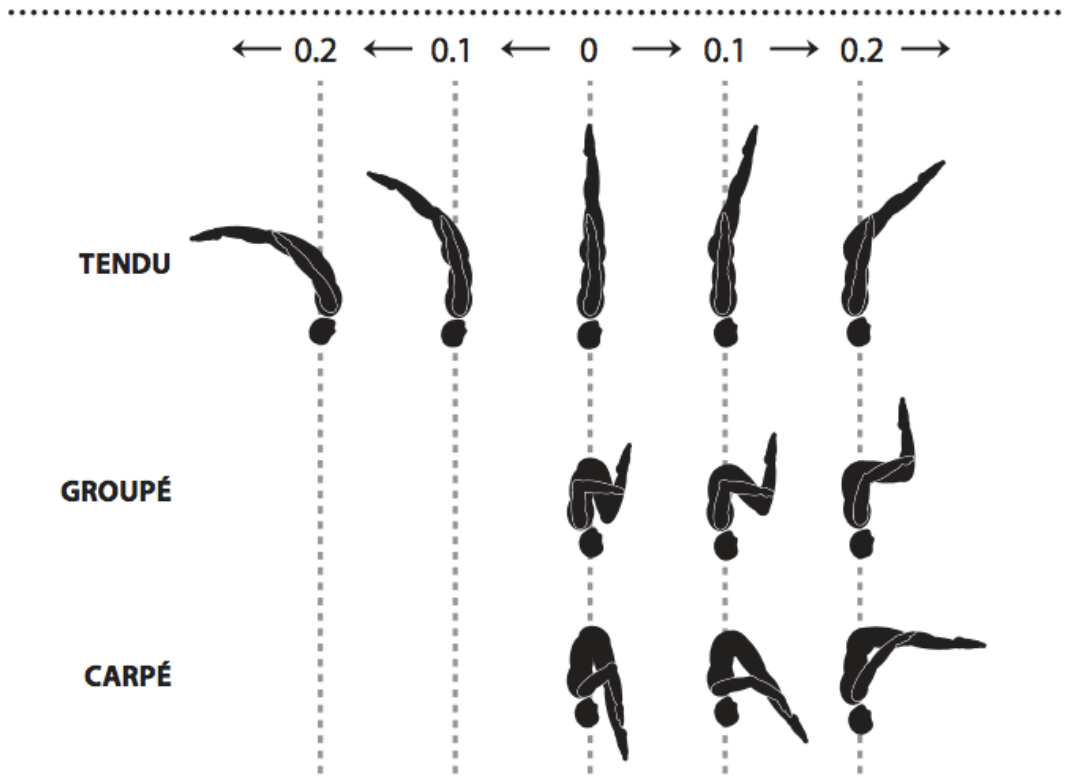 ← 0.2 ← 0.1 ← 0 → 0.1 → 0.2 →
TENDU
GROUPÉ
CARPÉ